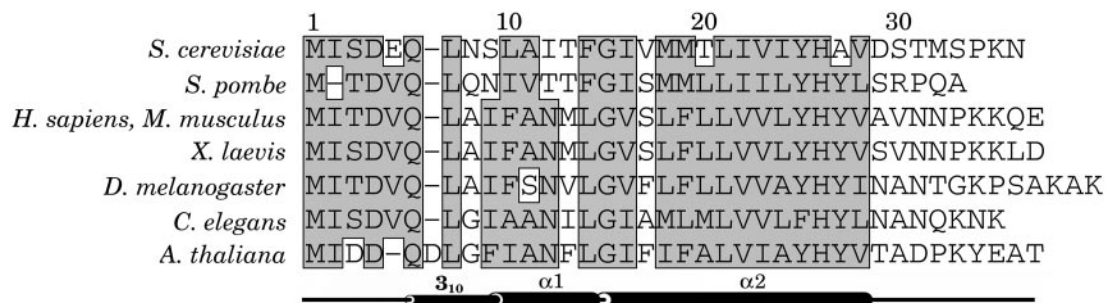 1 10 20 30
S. cerevisiae MISDEQ–LNSLAITFGIVMMTLIVIYHAVDSTMSPKN
S. pombe M–TDVQ–LQNIVTTFGISMMLLIILYHYLSRPQA
H. sapiens, M. musculus MITDVQ–LAIFANMLGVSLFLLVVLYHYVAVNNPKKQE
X. laevis MISDVQ–LAIFANMLGVSLFLLVVLYHYVSVNNPKKLD
D. melanogaster MITDVQ–LAIFSNVLGVFLFLLVVAYHYINANTGKPSAKAK
C. elegans MISDVQ–LGIAANILGIAMLMLVVLFHYLNANQKNK
A. thaliana MIDD–QDLGFIANFLGIFIFALVIAYHYVTADPKYEAT
3₁₀ α1 α2